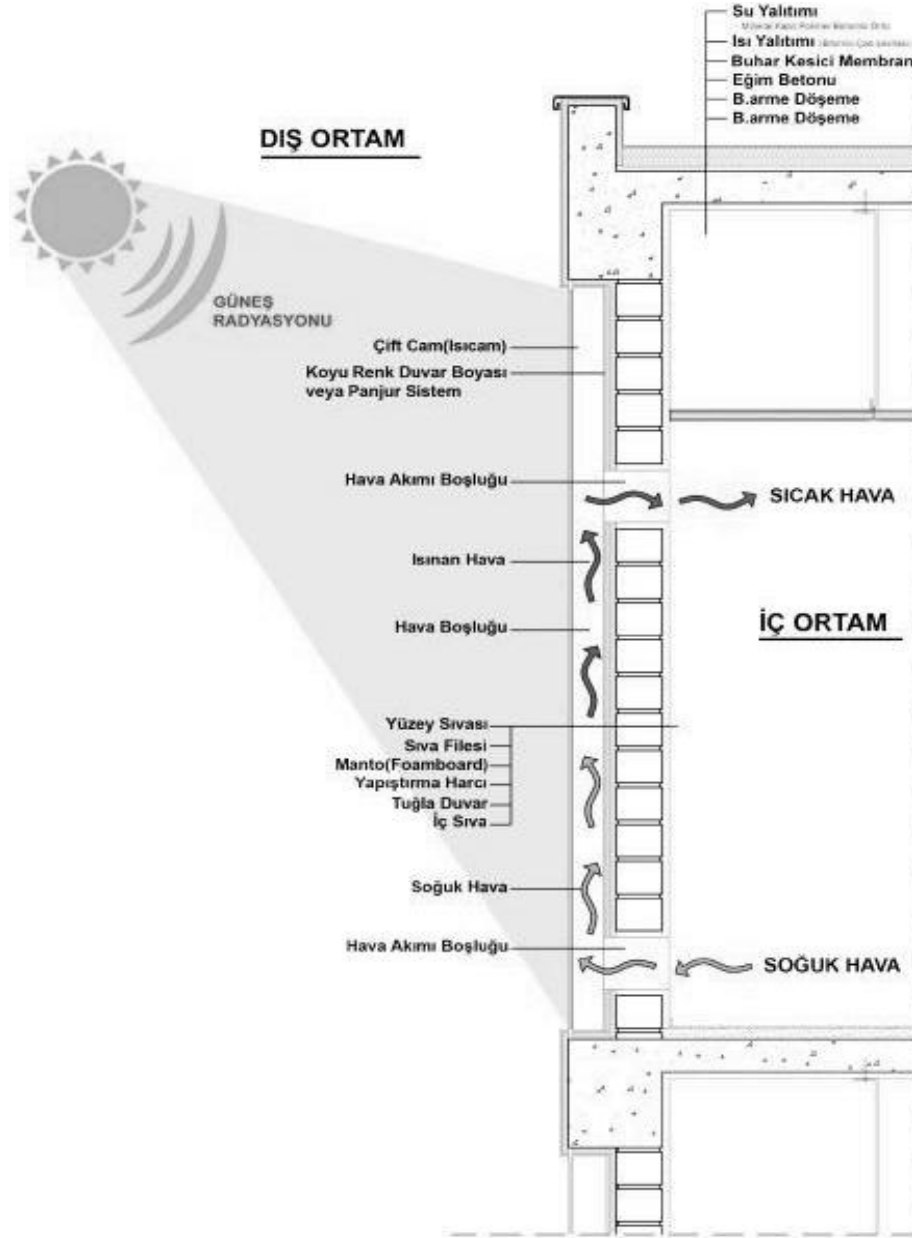 Su Yalıtımı
Isı Yalıtımı
Buhar Kesici Membran
Eğim Betonu
B.arme Döşeme
B.arme Döşeme
DIŞ ORTAM
GÜNEŞ
RADYASYONU
Çift Cam(Isıcam)
Koyu Renk Duvar Boyası
veya Panjur Sistem
Hava Akımı Boşluğu
SICAK HAVA
Isınan Hava
Hava Boşluğu
İÇ ORTAM
Yüzey Sıvası
Sıva Filesi
Manto(Foamboard)
Yapıştırma Harcı
Tuğla Duvar
İç Sıva
Soğuk Hava
Hava Akımı Boşluğu
SOĞUK HAVA